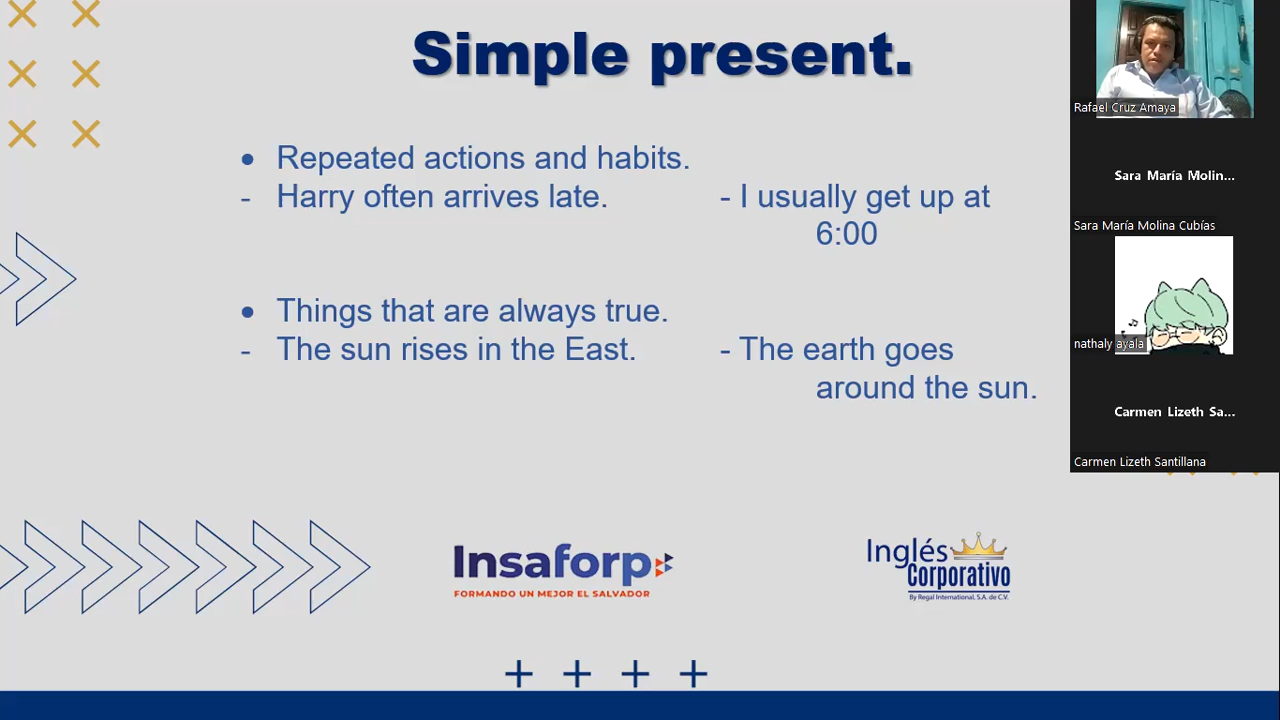 Simple present.
• Repeated actions and habits.
- Harry often arrives late.
- I usually get up at
6:00
• Things that are always true.
- The sun rises in the East.
- The earth goes
around the sun.
Insaforp
FORMANDO UN MEJOR EL SALVADOR
Inglés
Corporativo
By Regal International, S.A. de C.V.
Rafael Cruz Amaya
Sara María Molin...
Sara María Molina Cubías
nathaly ayala
Carmen Lizeth Sa...
Carmen Lizeth Santillana